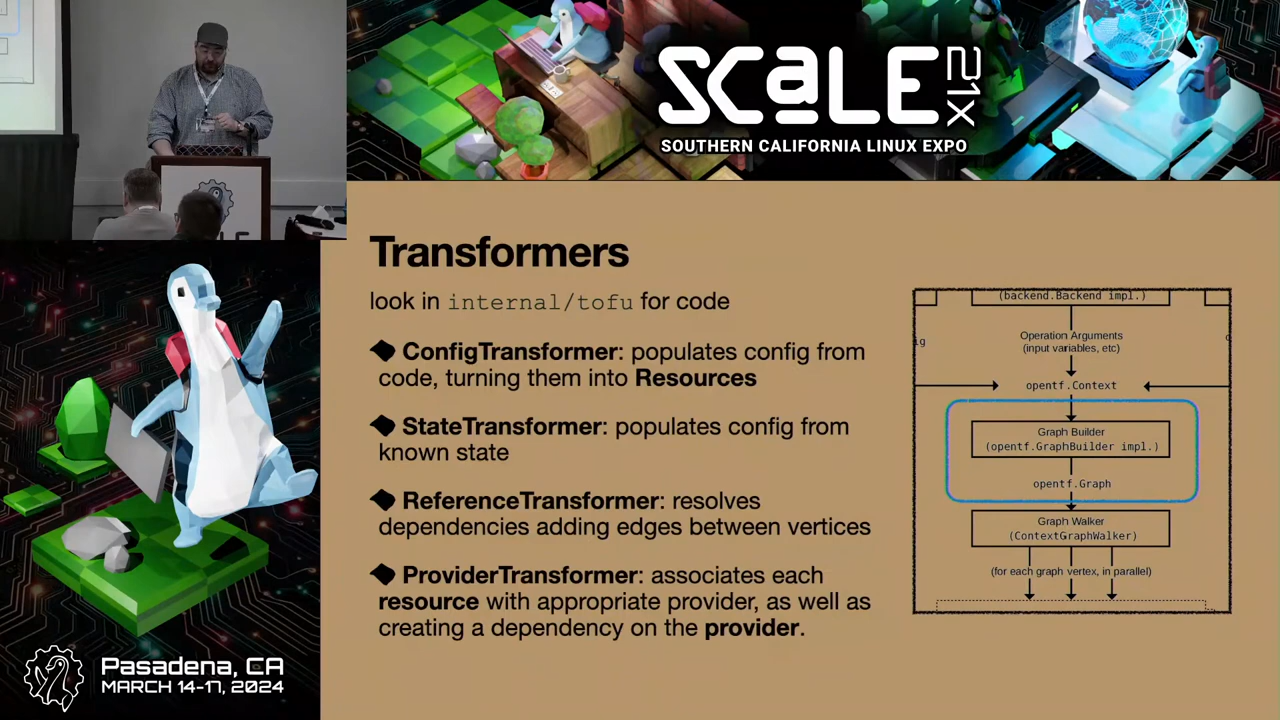 SCaLE 21x
SOUTHERN CALIFORNIA LINUX EXPO
Transformers
look in internal/tofu for code
ConfigTransformer: populates config from
code, turning them into Resources
StateTransformer: populates config from
known state
ReferenceTransformer: resolves
dependencies adding edges between vertices
ProviderTransformer: associates each
resource with appropriate provider, as well as
creating a dependency on the provider.
(backend.Backend impl.)
Operation Arguments
(input variables, etc)
ig
opentf.Context
Graph Builder
(opentf.GraphBuilder impl.)
opentf.Graph
Graph Walker
(ContextGraphWalker)
(for each graph vertex, in parallel)
Pasadena, CA
MARCH 14-17, 2024